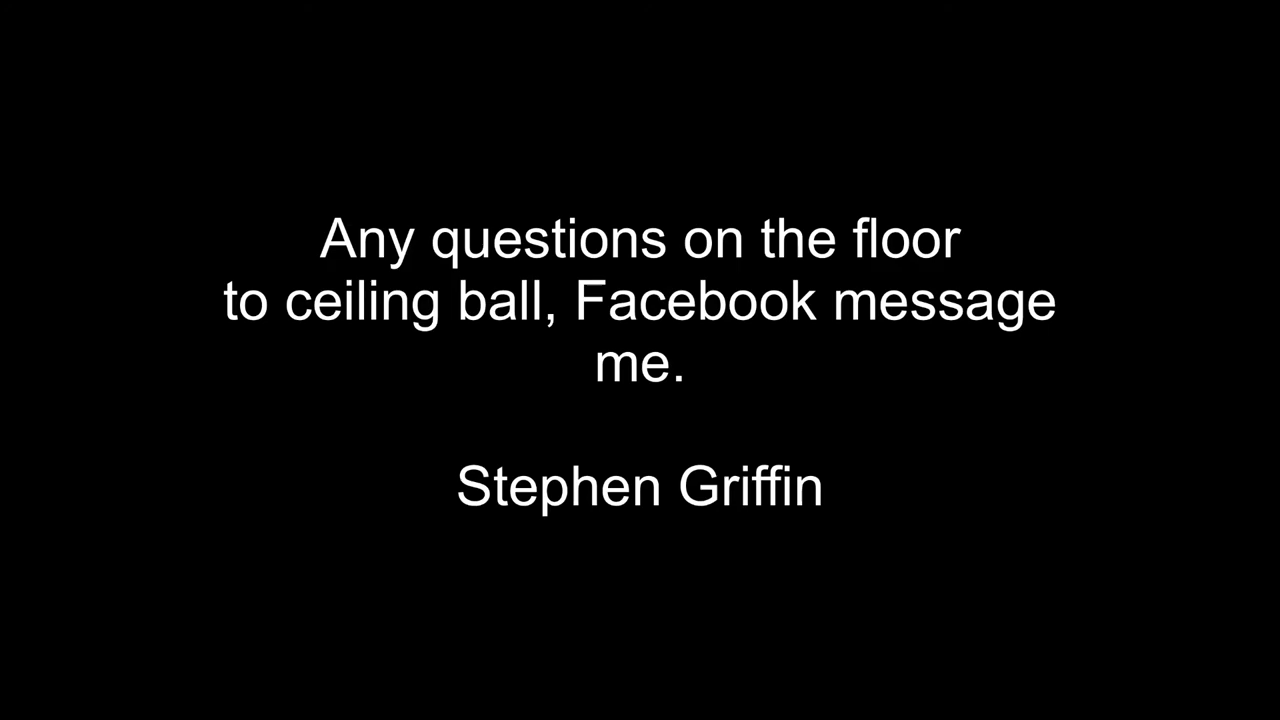 Any questions on the floor
to ceiling ball, Facebook message
me.
Stephen Griffin